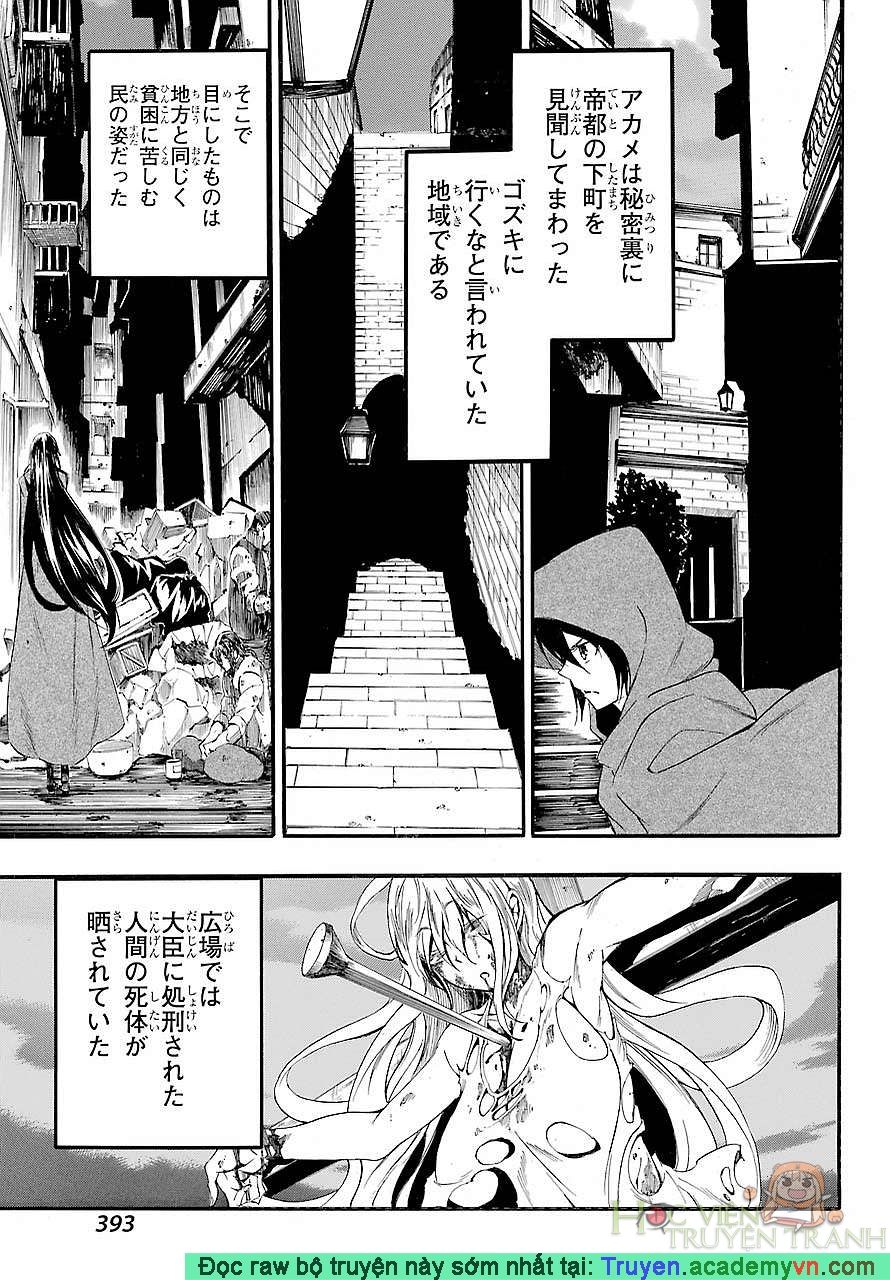 アカメは秘密裏に
帝都の下町を
見聞してまわった
ゴズキに
行くなと言われていた
地域である
そこで
目にしたものは
地方と同じく
貧困に苦しむ
民の姿だった
広場では
大臣に処刑された
人間の死体が
晒されていた
393
HỌC VIỆN
TRUYỆN TRANH
Đọc raw bộ truyện này sớm nhất tại: Truyen.academyvn.com